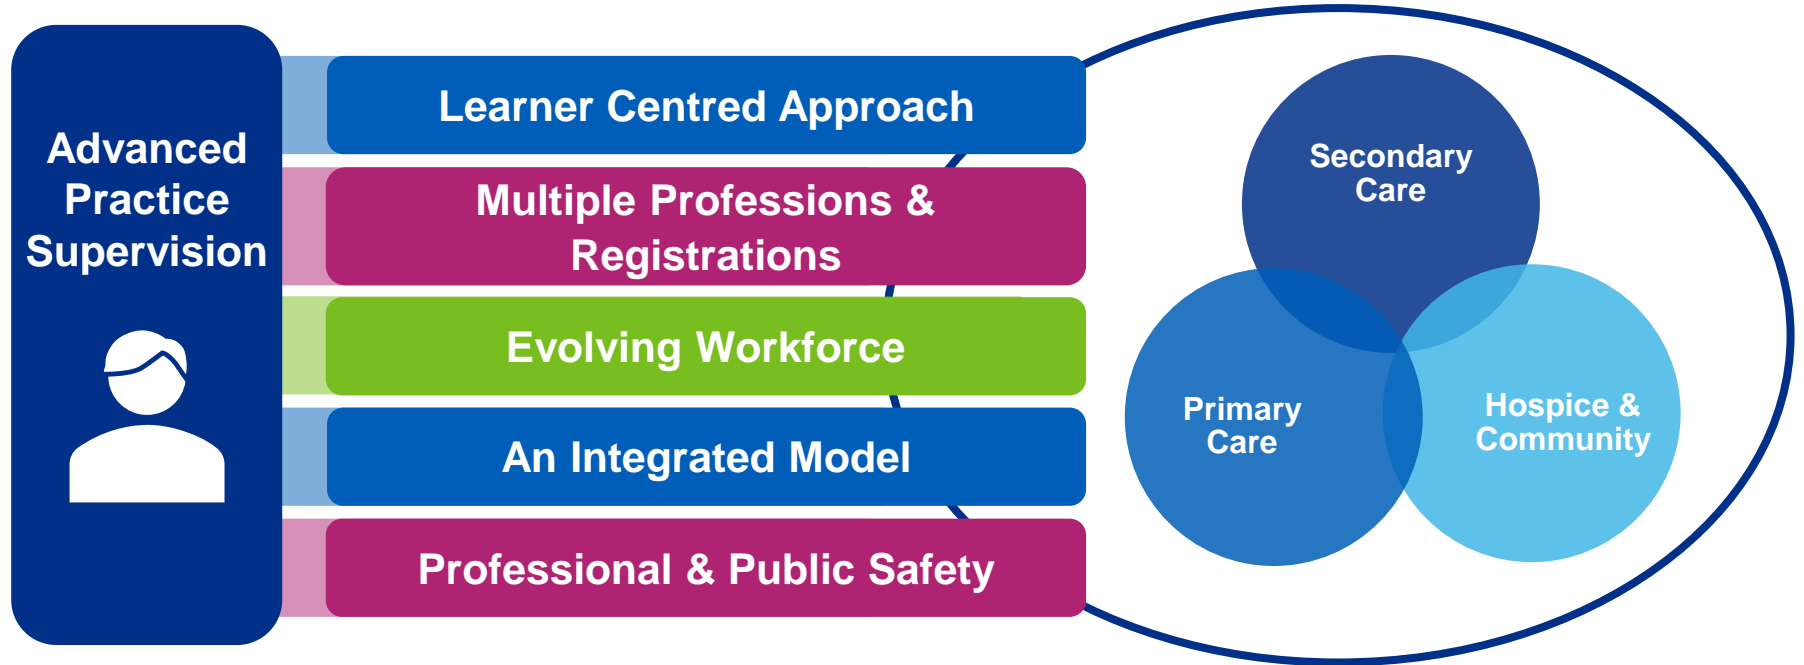 Advanced
Practice
Supervision
Learner Centred Approach
Multiple Professions &
Registrations
Evolving Workforce
An Integrated Model
Professional & Public Safety
Secondary
Care
Primary
Care
Hospice &
Community